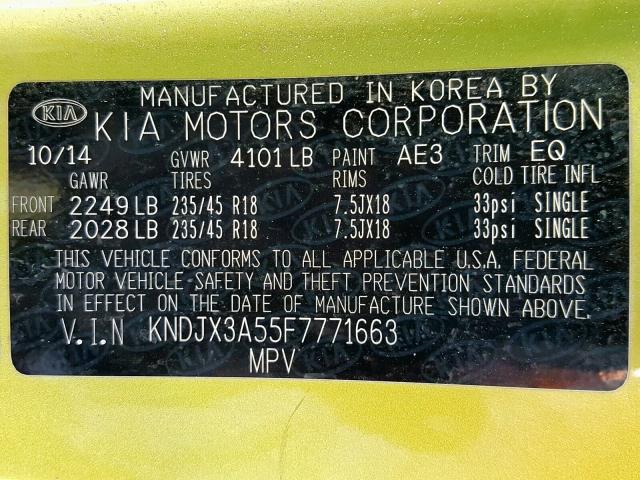 MANUFACTURED IN KOREA BY
KIA KIA MOTORS CORPORATION
10/14 GVWR 4101 LB PAINT AE3 TRIM EQ
GAWR TIRES RIMS COLD TIRE INFL
FRONT 2249 LB 235/45 R18 7.5JX18 33psi SINGLE
REAR 2028 LB 235/45 R18 7.5JX18 33psi SINGLE
THIS VEHICLE CONFORMS TO ALL APPLICABLE U.S.A. FEDERAL
MOTOR VEHICLE SAFETY AND THEFT PREVENTION STANDARDS
IN EFFECT ON THE DATE OF MANUFACTURE SHOWN ABOVE.
V.I.N KNDJX3A55F7771663
MPV